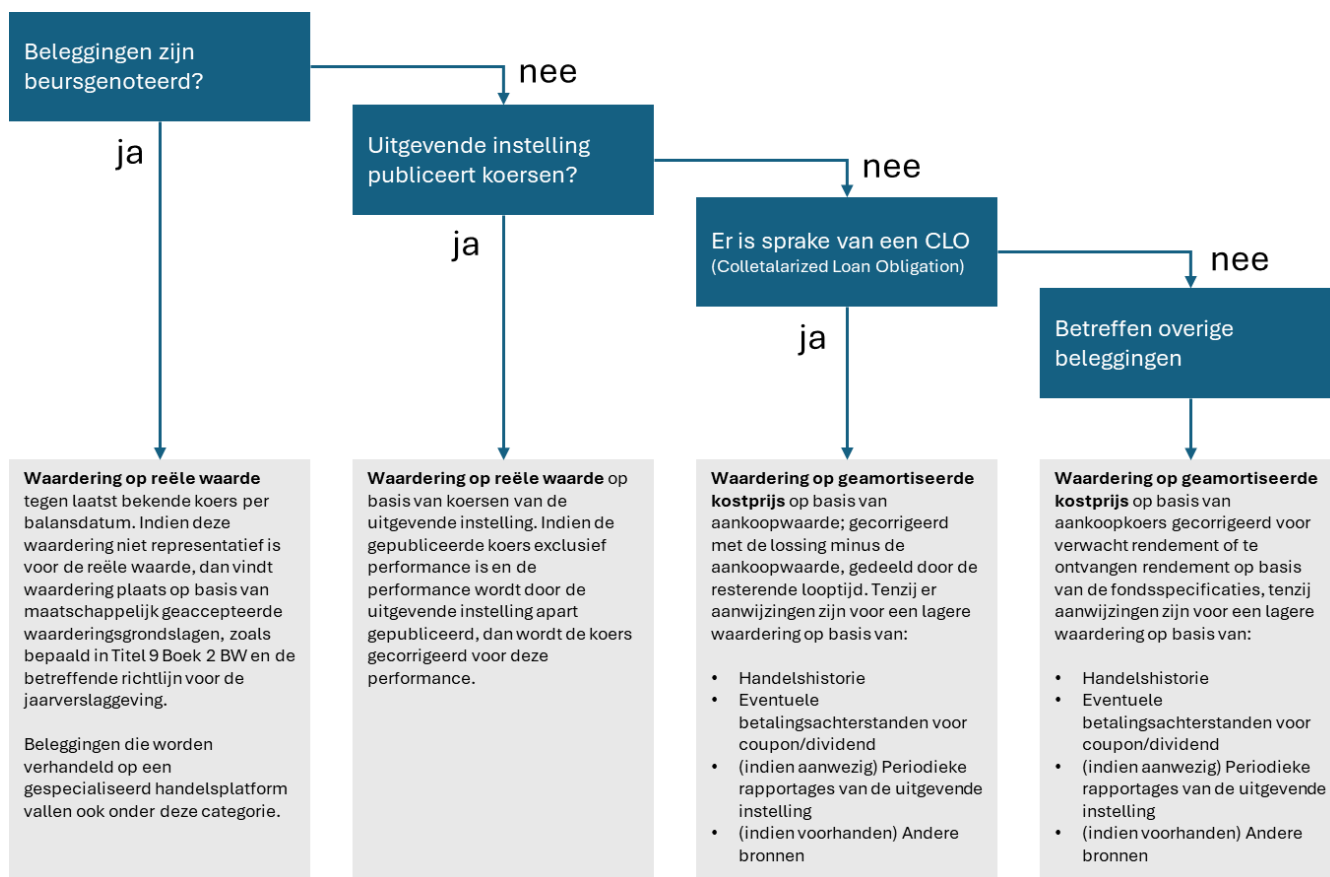 Beleggingen zijn
beursgenoteerd?
nee
ja
Uitgevende instelling
publiceert koersen?
nee
ja
Er is sprake van een CLO
(Colletalarized Loan Obligation)
nee
ja
Betreffen overige
beleggingen
Waardering op reële waarde
tegen laatst bekende koers per
balansdatum. Indien deze
waardering niet representatief is
voor de reële waarde, dan vindt
waardering plaats op basis van
maatschappelijk geaccepteerde
waarderingsgrondslagen, zoals
bepaald in Titel 9 Boek 2 BW en de
betreffende richtlijn voor de
jaarverslaggeving.
Beleggingen die worden
verhandeld op een
gespecialiseerd handelsplatform
vallen ook onder deze categorie.
Waardering op reële waarde op
basis van koersen van de
uitgevende instelling. Indien de
gepubliceerde koers exclusief
performance is en de
performance wordt door de
uitgevende instelling apart
gepubliceerd, dan wordt de koers
gecorrigeerd voor deze
performance.
Waardering op geamortiseerde
kostprijs op basis van
aankoopwaarde; gecorrigeerd
met de lossing minus de
aankoopwaarde, gedeeld door de
resterende looptijd. Tenzij er
aanwijzingen zijn voor een lagere
waardering op basis van:
• Handelshistorie
• Eventuele
betalingsachterstanden voor
coupon/dividend
• (indien aanwezig) Periodieke
rapportages van de uitgevende
instelling
• (indien voorhanden) Andere
bronnen
Waardering op geamortiseerde
kostprijs op basis van
aankoopkoers gecorrigeerd voor
verwacht rendement of te
ontvangen rendement op basis
van de fondsspecificaties, tenzij
aanwijzingen zijn voor een lagere
waardering op basis van:
• Handelshistorie
• Eventuele
betalingsachterstanden voor
coupon/dividend
• (indien aanwezig) Periodieke
rapportages van de uitgevende
instelling
• (indien voorhanden) Andere
bronnen